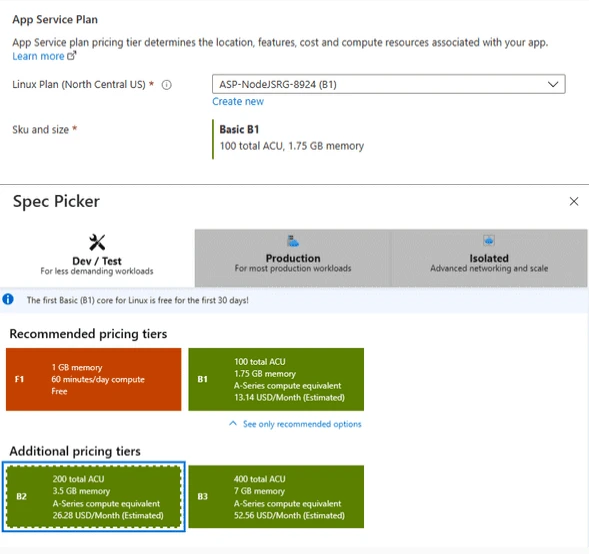 App Service Plan
App Service plan pricing tier determines the location, features, cost and compute resources associated with your app.
Learn more
Linux Plan (North Central US) *
ASP-NodeJSRG-8924 (B1)
Create new
Sku and size *
Basic B1
100 total ACU, 1.75 GB memory
Spec Picker
Dev / Test
For less demanding workloads
Production
For most production workloads
Isolated
Advanced networking and scale
The first Basic (B1) core for Linux is free for the first 30 days!
Recommended pricing tiers
F1
1 GB memory
60 minutes/day compute
Free
B1
100 total ACU
1.75 GB memory
A-Series compute equivalent
13.14 USD/Month (Estimated)
See only recommended options
Additional pricing tiers
B2
200 total ACU
3.5 GB memory
A-Series compute equivalent
26.28 USD/Month (Estimated)
B3
400 total ACU
7 GB memory
A-Series compute equivalent
52.56 USD/Month (Estimated)